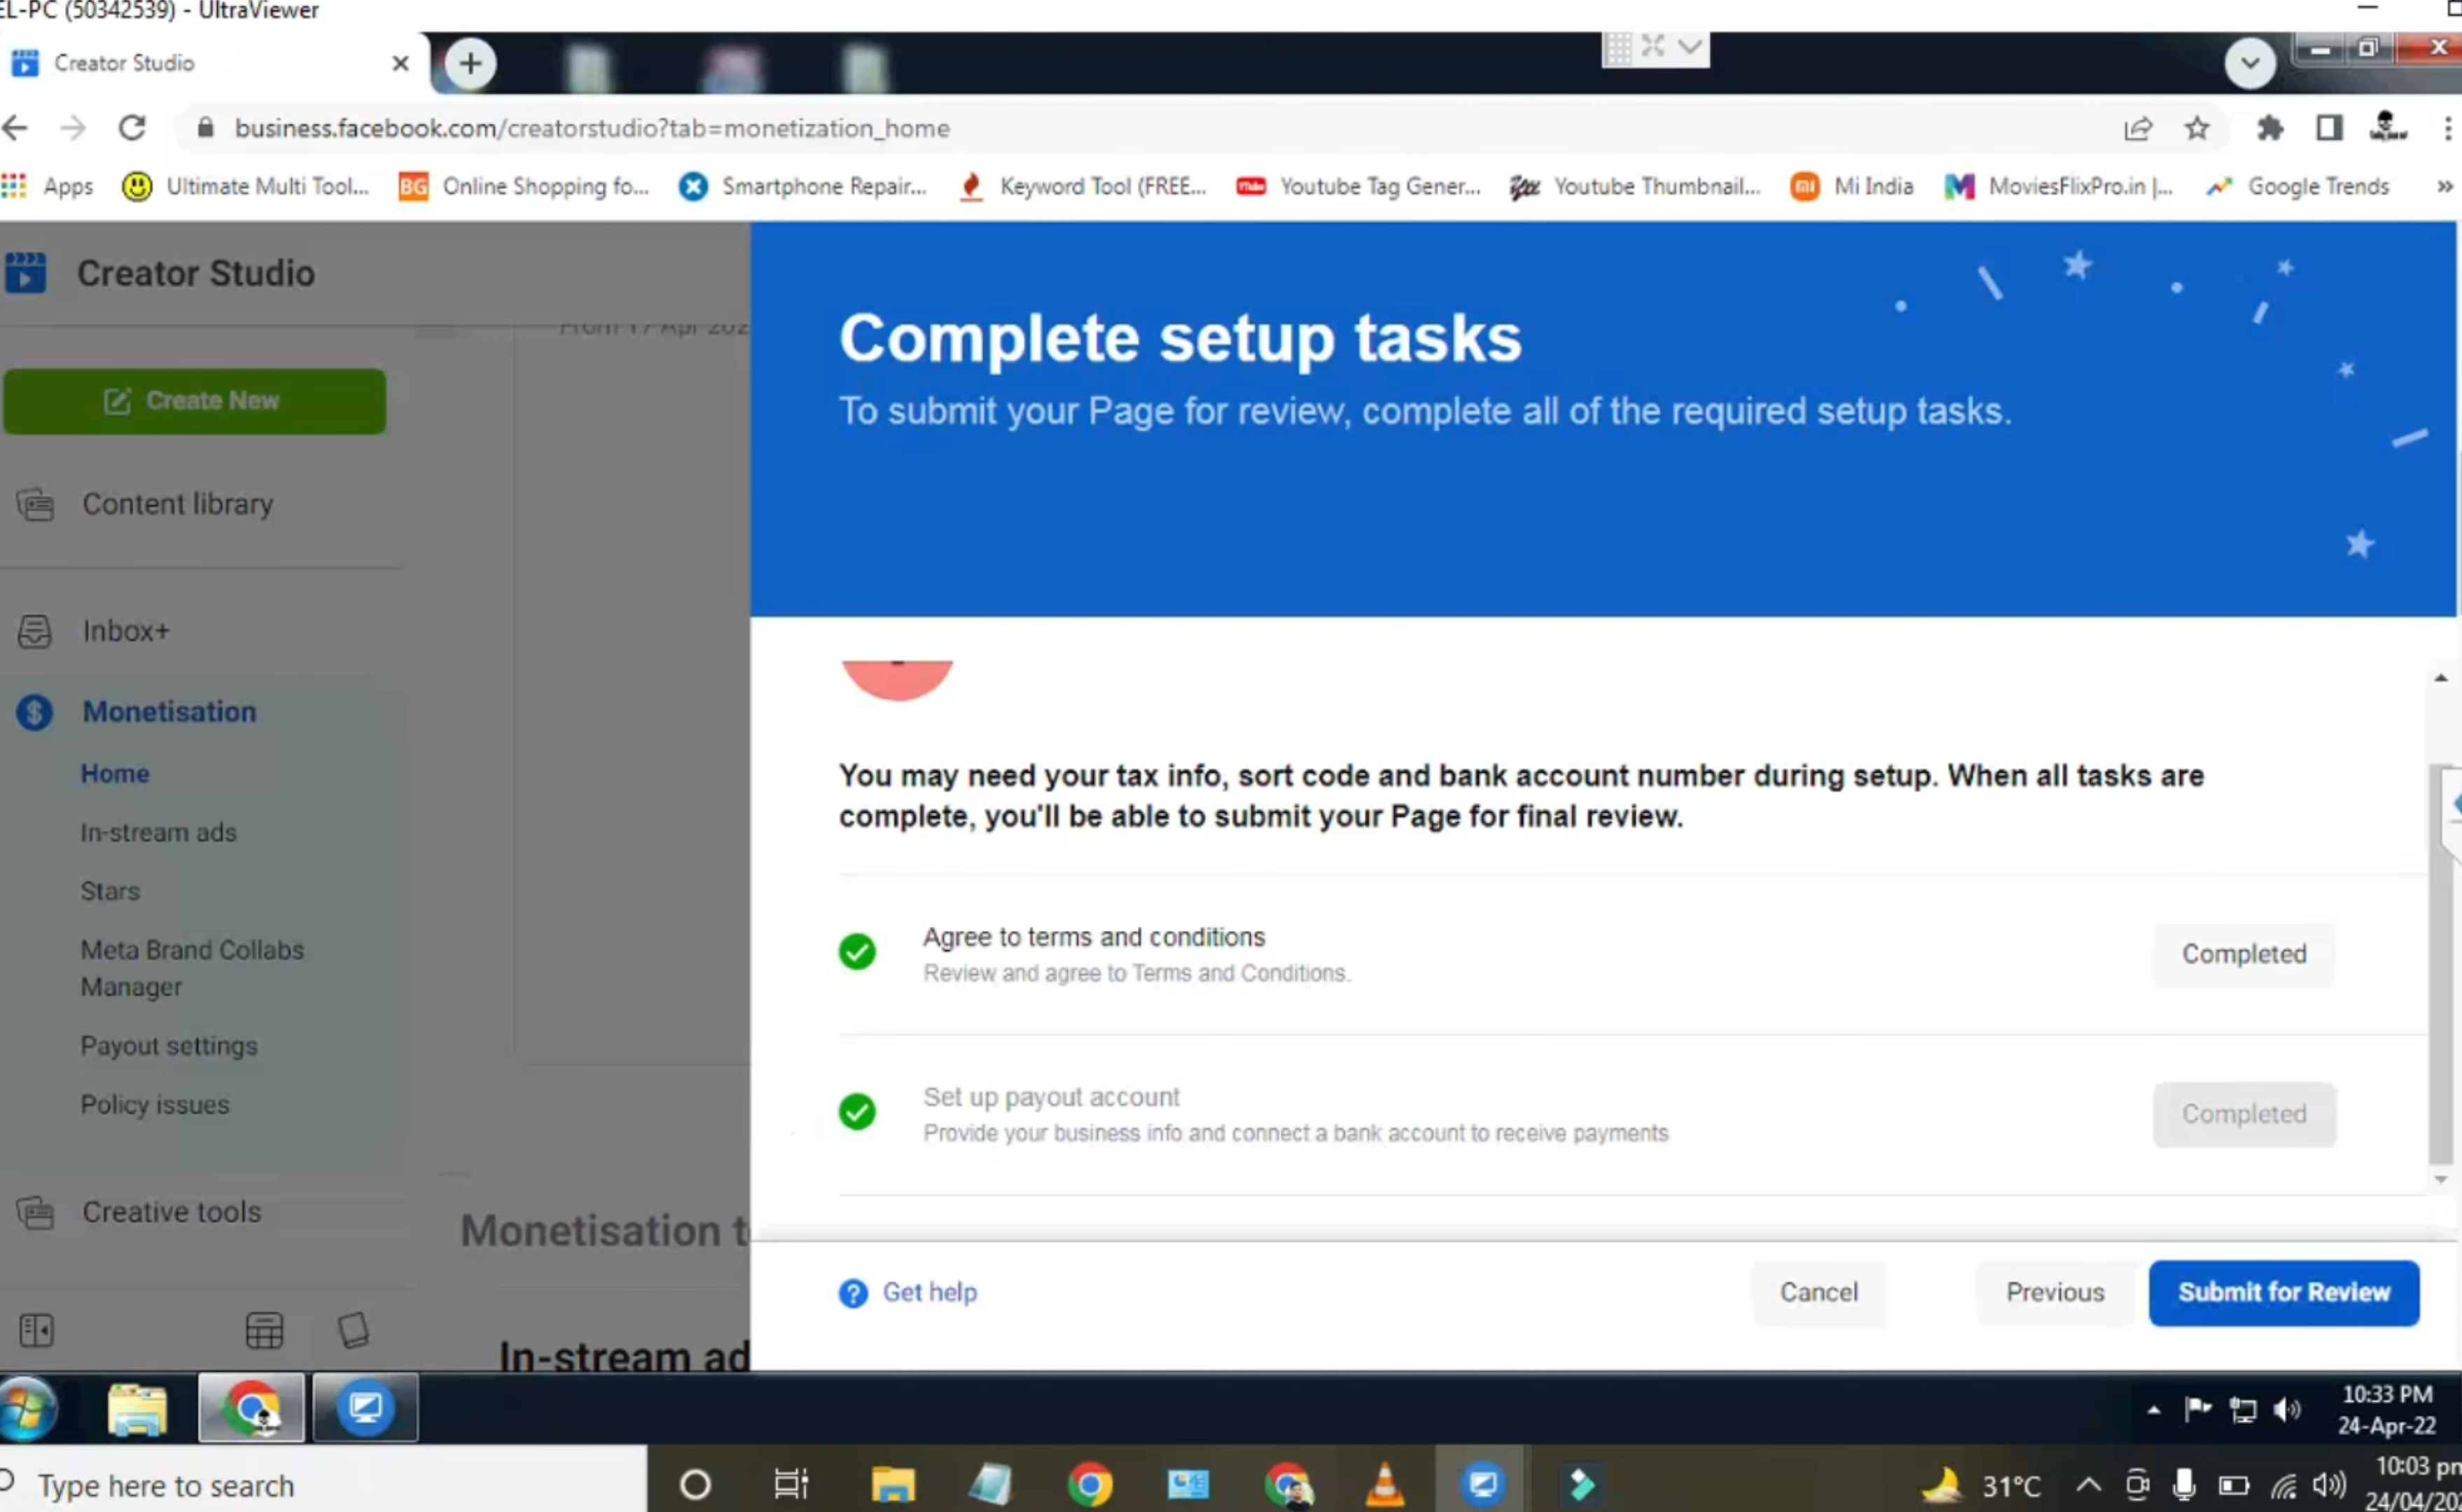 EL-PC (50342539) - UltraViewer
Creator Studio
business.facebook.com/creatorstudio?tab=monetization_home
Apps
Ultimate Multi Tool...
BG
Online Shopping fo...
Smartphone Repair...
Keyword Tool (FREE...
Youtube Tag Gener...
Youtube Thumbnail...
Mi India
MoviesFlixPro.in |...
Google Trends
»
Creator Studio
Create New
Content library
Inbox+
Monetisation
Home
In-stream ads
Stars
Meta Brand Collabs
Manager
Payout settings
Policy issues
Creative tools
From 17 Apr 202
Monetisation t
In-stream ad
Complete setup tasks
To submit your Page for review, complete all of the required setup tasks.
You may need your tax info, sort code and bank account number during setup. When all tasks are
complete, you'll be able to submit your Page for final review.
Agree to terms and conditions
Review and agree to Terms and Conditions.
Completed
Set up payout account
Provide your business info and connect a bank account to receive payments
Completed
Get help
Cancel
Previous
Submit for Review
10:33 PM
24-Apr-22
Type here to search
31°C
10:03 pm
24/04/20